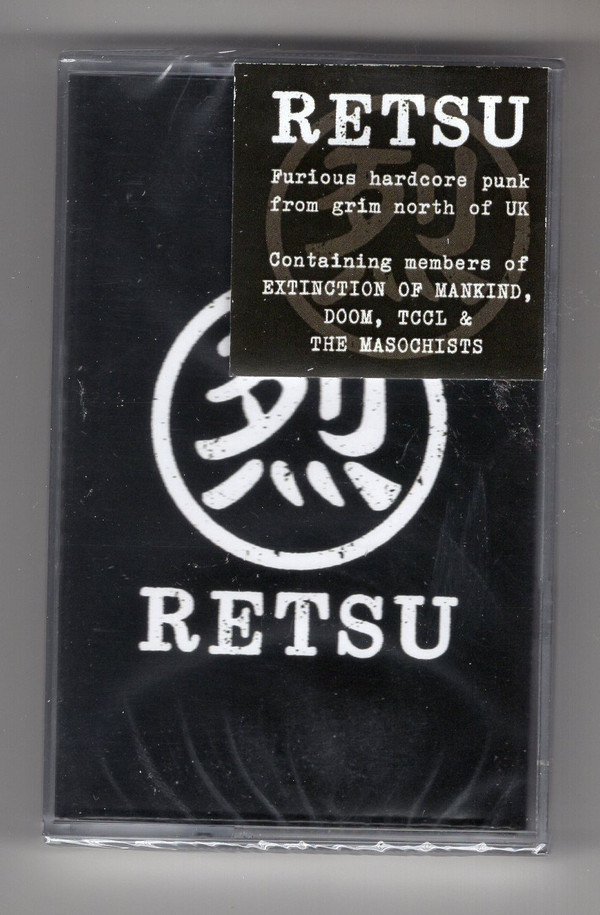 RETSU
Furious hardcore punk
from grim north of UK
Containing members of
EXTINCTION OF MANKIND,
DOOM, TCCL &
THE MASOCHISTS
烈
RETSU